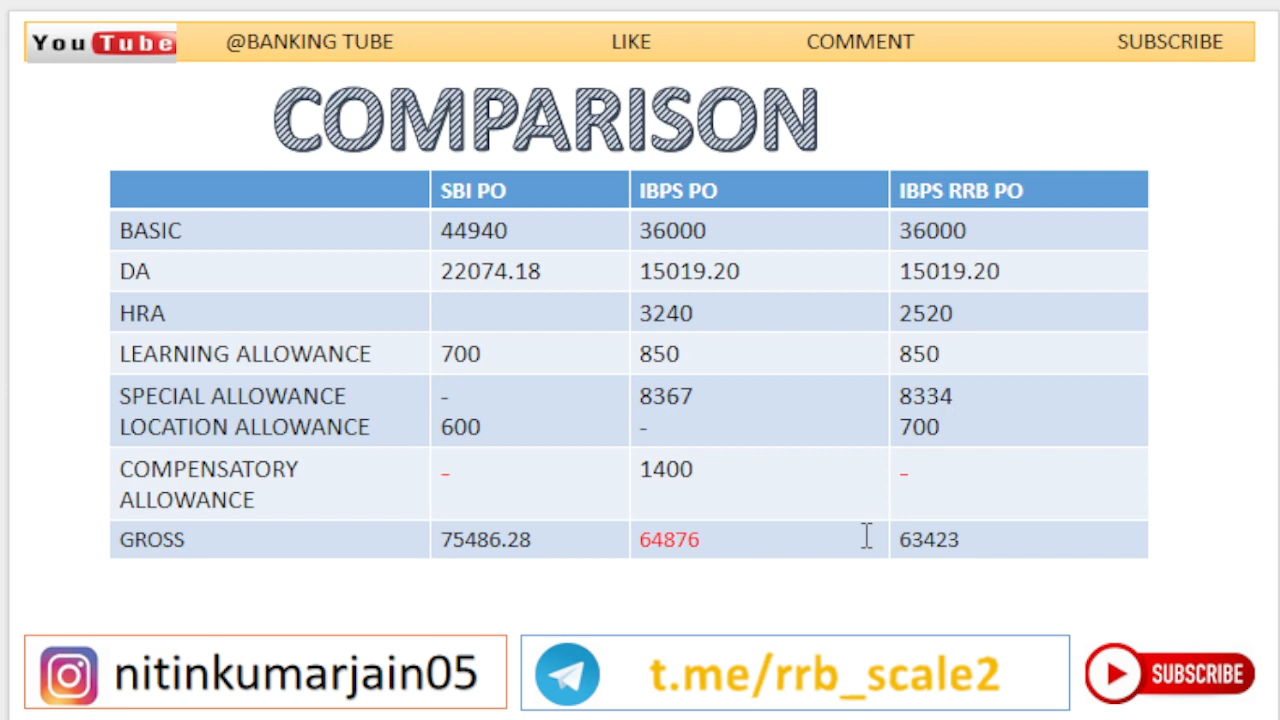 YouTube @BANKING TUBE LIKE COMMENT SUBSCRIBE
COMPARISON
SBI PO IBPS PO IBPS RRB PO
BASIC 44940 36000 36000
DA 22074.18 15019.20 15019.20
HRA 3240 2520
LEARNING ALLOWANCE 700 850 850
SPECIAL ALLOWANCE - 8367 8334
LOCATION ALLOWANCE 600 - 700
COMPENSATORY - 1400 -
ALLOWANCE
GROSS 75486.28 64876 63423
nitinkumarjain05 t.me/rrb_scale2 SUBSCRIBE